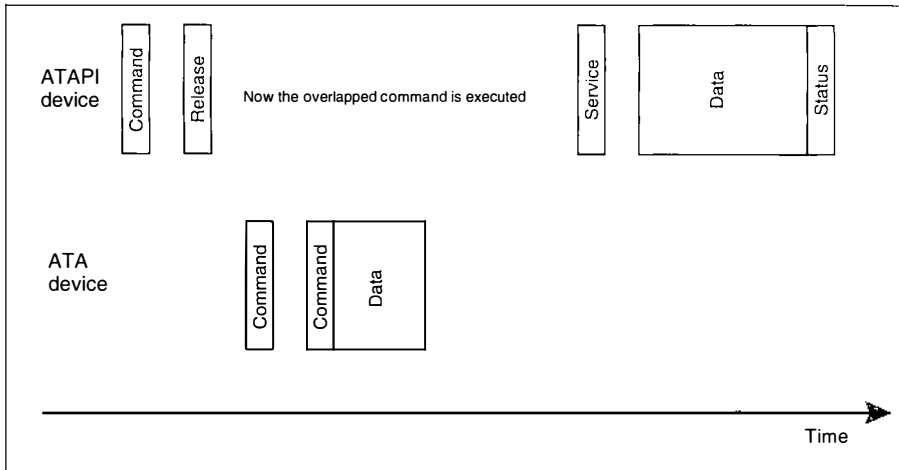 ATAPI
device
Command
Release
Now the overlapped command is executed
Service
Data
Status
ATA
device
Command
Command
Data
Time